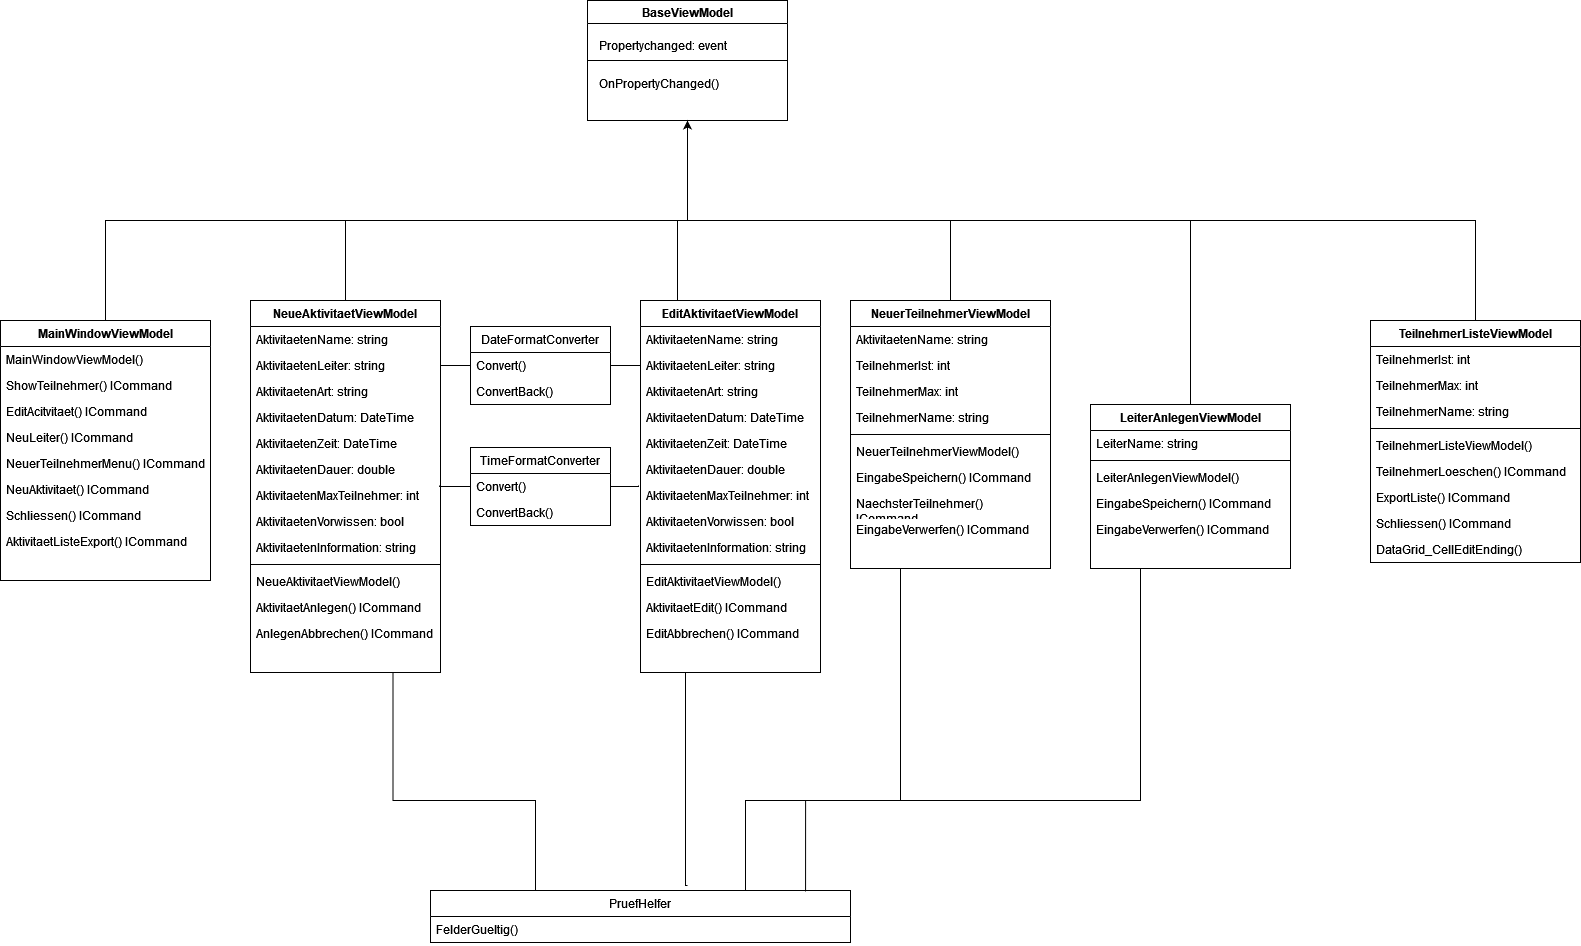 BaseViewModel
Propertychanged: event
OnPropertyChanged()
MainWindowViewModel
MainWindowViewModel()
ShowTeilnehmer() ICommand
EditAcitvitaet() ICommand
NeuLeiter() ICommand
NeuerTeilnehmerMenu() ICommand
NeuAktivitaet() ICommand
Schliessen() ICommand
AktivitaetListeExport() ICommand
NeueAktivitaetViewModel
AktivitaetenName: string
AktivitaetenLeiter: string
AktivitaetenArt: string
AktivitaetenDatum: DateTime
AktivitaetenZeit: DateTime
AktivitaetenDauer: double
AktivitaetenMaxTeilnehmer: int
AktivitaetenVorwissen: bool
AktivitaetenInformation: string
NeueAktivitaetViewModel()
AktivitaetAnlegen() ICommand
AnlegenAbbrechen() ICommand
DateFormatConverter
Convert()
ConvertBack()
TimeFormatConverter
Convert()
ConvertBack()
EditAktivitaetViewModel
AktivitaetenName: string
AktivitaetenLeiter: string
AktivitaetenArt: string
AktivitaetenDatum: DateTime
AktivitaetenZeit: DateTime
AktivitaetenDauer: double
AktivitaetenMaxTeilnehmer: int
AktivitaetenVorwissen: bool
AktivitaetenInformation: string
EditAktivitaetViewModel()
AktivitaetEdit() ICommand
EditAbbrechen() ICommand
NeuerTeilnehmerViewModel
AktivitaetenName: string
TeilnehmerIst: int
TeilnehmerMax: int
TeilnehmerName: string
NeuerTeilnehmerViewModel()
EingabeSpeichern() ICommand
NaechsterTeilnehmer()
ICommand
EingabeVerwerfen() ICommand
LeiterAnlegenViewModel
LeiterName: string
LeiterAnlegenViewModel()
EingabeSpeichern() ICommand
EingabeVerwerfen() ICommand
TeilnehmerListeViewModel
TeilnehmerIst: int
TeilnehmerMax: int
TeilnehmerName: string
TeilnehmerListeViewModel()
TeilnehmerLoeschen() ICommand
ExportListe() ICommand
Schliessen() ICommand
DataGrid_CellEditEnding()
PruefHelfer
FelderGueltig()